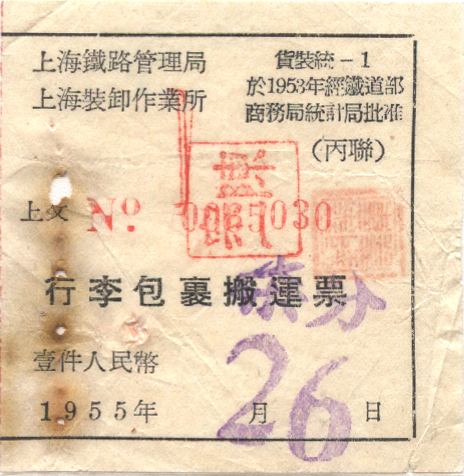 上海鐵路管理局
上海裝卸作業所
貨裝統-1
於1953年經鐵道部
商務局統計局批准
(丙聯)
上 No. 0085030
行李包裹搬運票
壹件人民幣
1955年 月 日
26